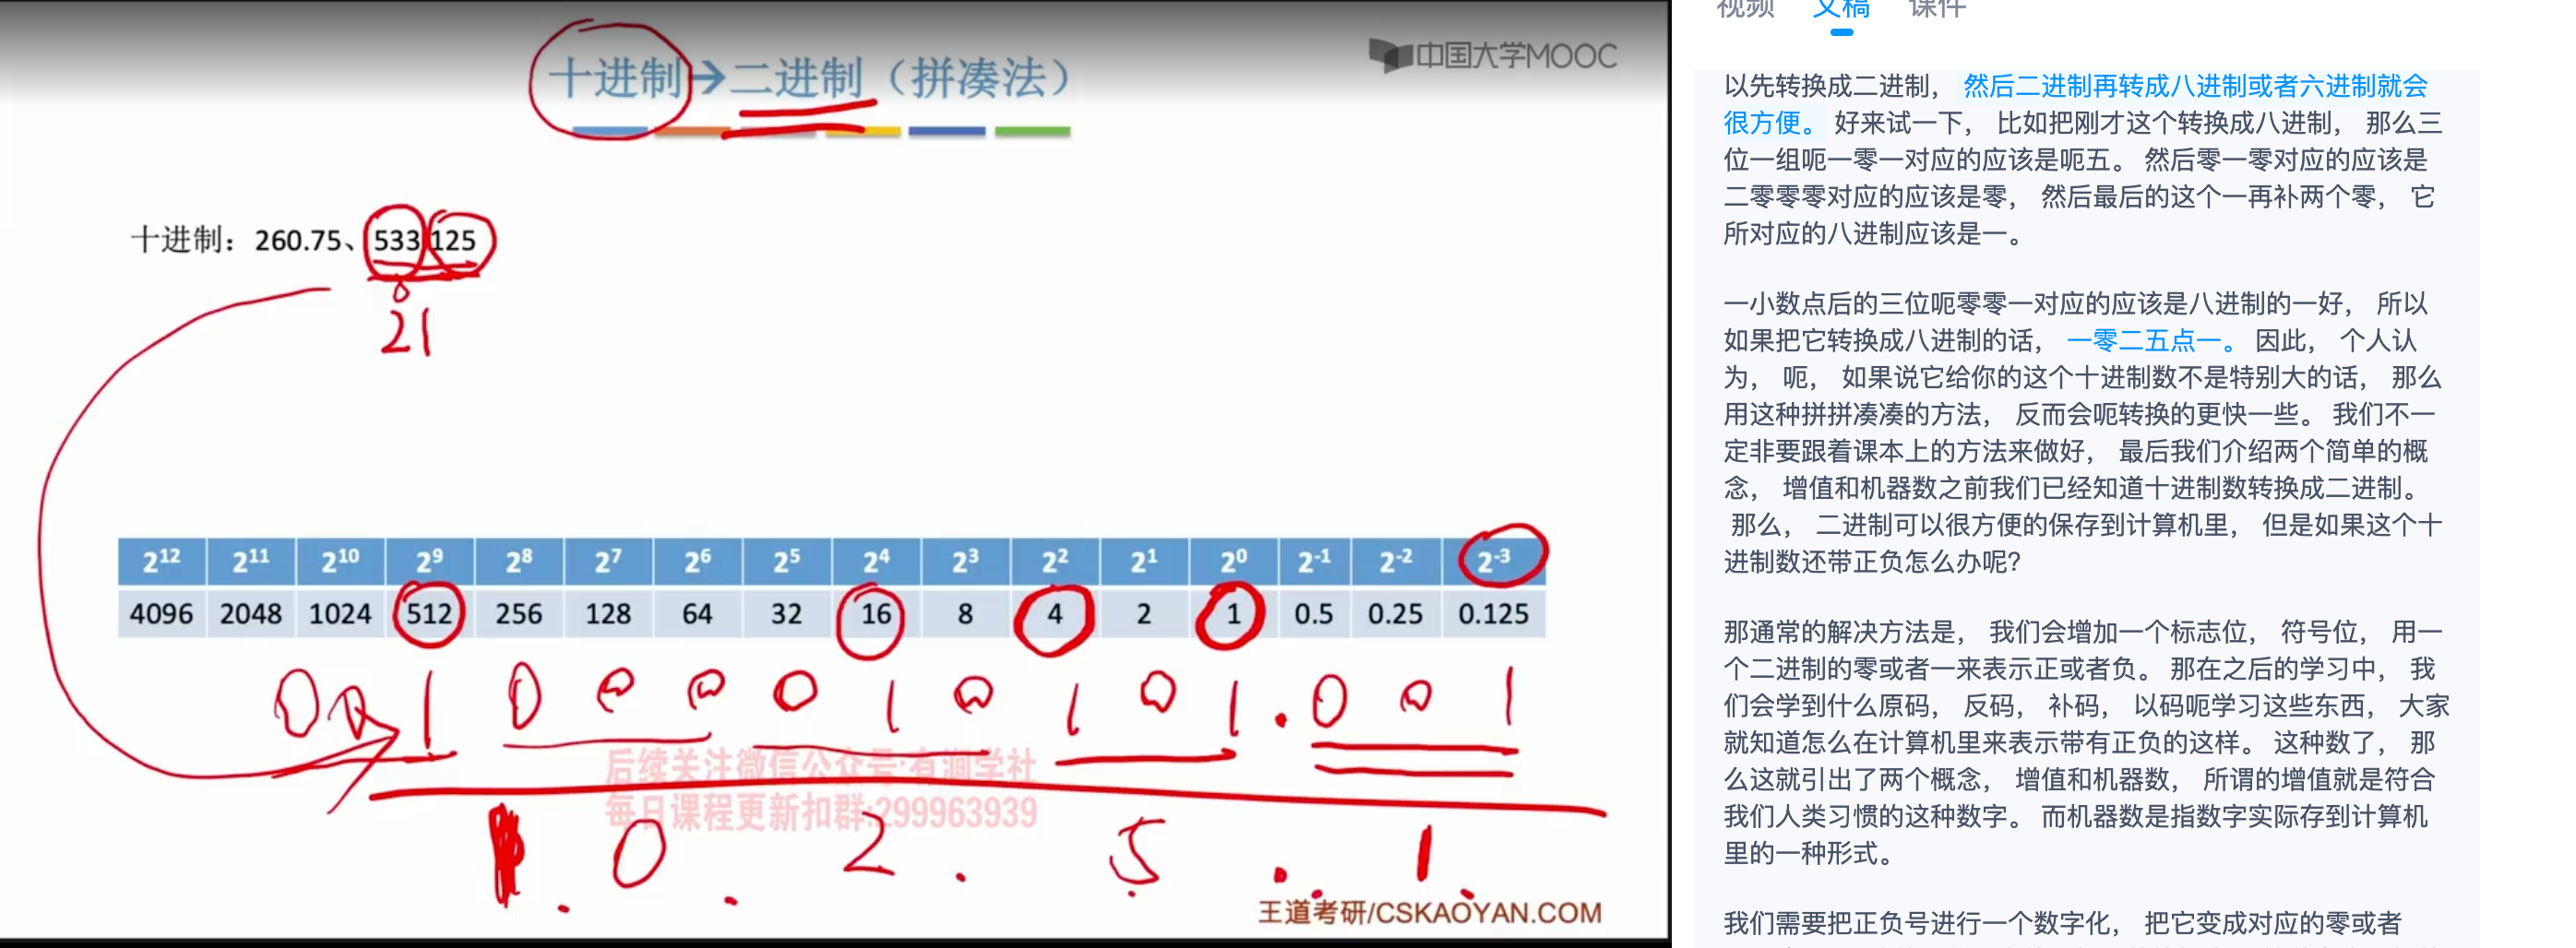 十进制→二进制（拼凑法）
中国大学MOOC
十进制：260.75、533.125
21
2^12 2^11 2^10 2^9 2^8 2^7 2^6 2^5 2^4 2^3 2^2 2^1 2^0 2^-1 2^-2 2^-3
4096 2048 1024 512 256 128 64 32 16 8 4 2 1 0.5 0.25 0.125
0 0 1 0 0 0 0 1 0 1 0 1 . 0 0 1
后续关注微信公众号:有涧学社
每日课程更新扣群:299963939
1 0 2 5 . 1
王道考研/CSKAOYAN.COM
视频 文稿 课件
以先转换成二进制， 然后二进制再转成八进制或者六进制就会
很方便。 好来试一下， 比如把刚才这个转换成八进制， 那么三
位一组呃一零一对应的应该是呃五。 然后零一零对应的应该是
二零零零对应的应该是零， 然后最后的这个一再补两个零， 它
所对应的八进制应该是一。
一小数点后的三位呃零零一对应的应该是八进制的一好， 所以
如果把它转换成八进制的话， 一零二五点一。 因此， 个人认
为， 呃， 如果说它给你的这个十进制数不是特别大的话， 那么
用这种拼拼凑凑的方法， 反而会呃转换的更快一些。 我们不一
定非要跟着课本上的方法来做好， 最后我们介绍两个简单的概
念， 增值和机器数之前我们已经知道十进制数转换成二进制。
那么， 二进制可以很方便的保存到计算机里， 但是如果这个十
进制数还带正负怎么办呢?
那通常的解决方法是， 我们会增加一个标志位， 符号位， 用一
个二进制的零或者一来表示正或者负。 那在之后的学习中， 我
们会学到什么原码， 反码， 补码， 以码呃学习这些东西， 大家
就知道怎么在计算机里来表示带有正负的这样。 这种数了， 那
么这就引出了两个概念， 增值和机器数， 所谓的增值就是符合
我们人类习惯的这种数字。 而机器数是指数字实际存到计算机
里的一种形式。
我们需要把正负号进行一个数字化， 把它变成对应的零或者